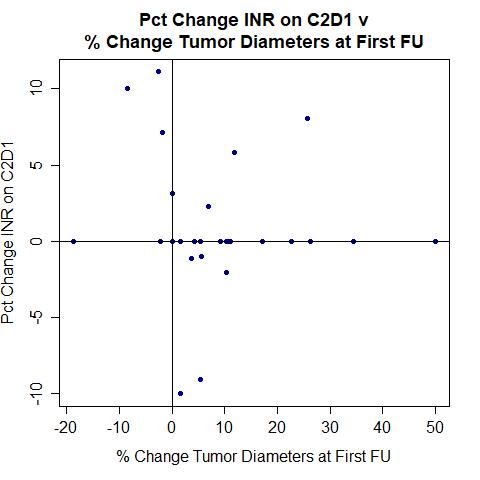 Pct Change INR on C2D1 v
% Change Tumor Diameters at First FU
Pct Change INR on C2D1
10
5
0
-5
-10
-20 -10 0 10 20 30 40 50
% Change Tumor Diameters at First FU